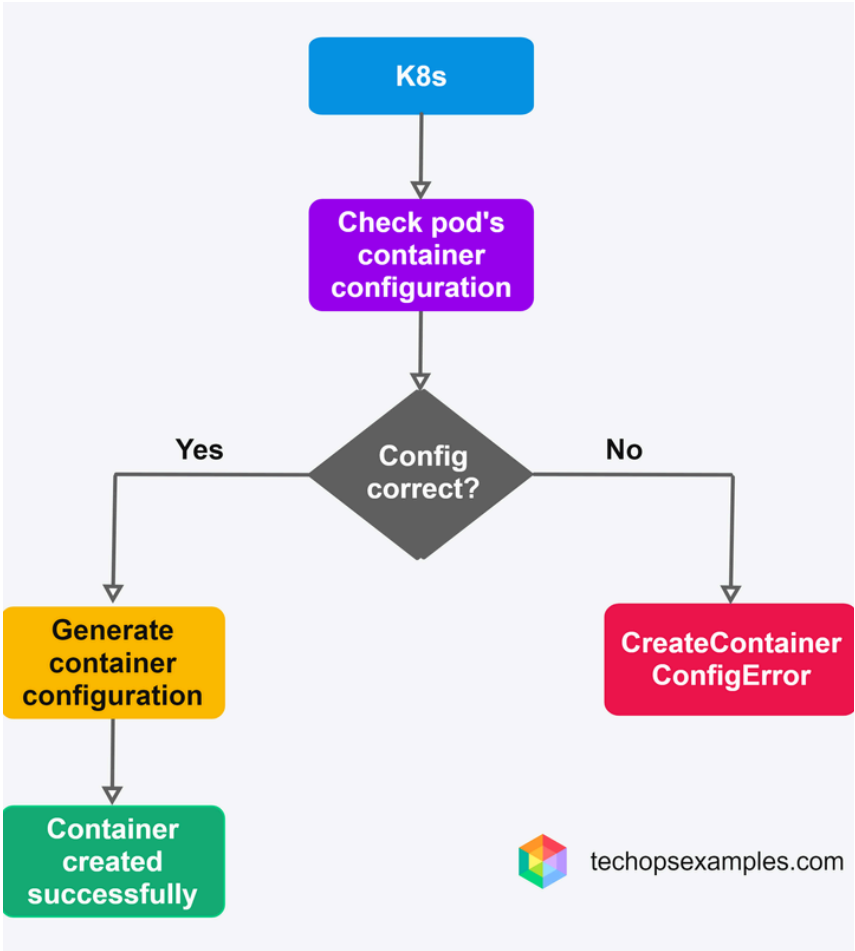 K8s
Check pod's
container
configuration
Config
correct?
Yes
No
Generate
container
configuration
CreateContainer
ConfigError
Container
created
successfully
techopsexamples.com